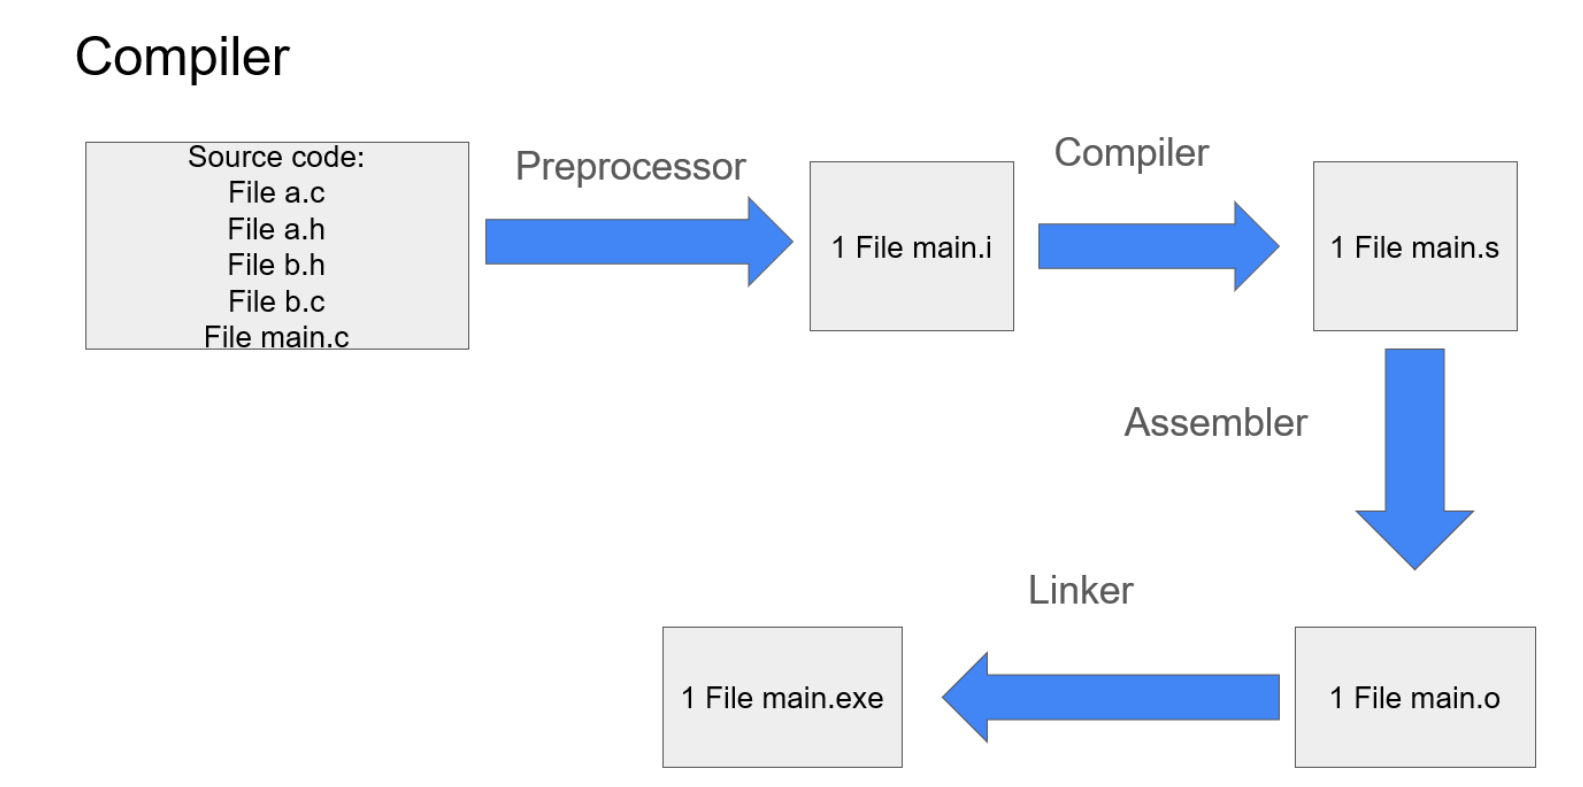 Compiler
Source code:
File a.c
File a.h
File b.h
File b.c
File main.c
Preprocessor
1 File main.i
Compiler
1 File main.s
Assembler
1 File main.o
Linker
1 File main.exe